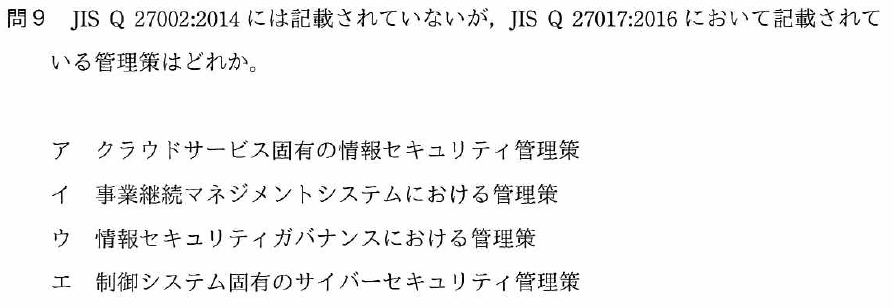 問9 JIS Q 27002:2014 には記載されていないが，JIS Q 27017:2016 において記載されて
いる管理策はどれか。
ア クラウドサービス固有の情報セキュリティ管理策
イ 事業継続マネジメントシステムにおける管理策
ウ 情報セキュリティガバナンスにおける管理策
エ 制御システム固有のサイバーセキュリティ管理策